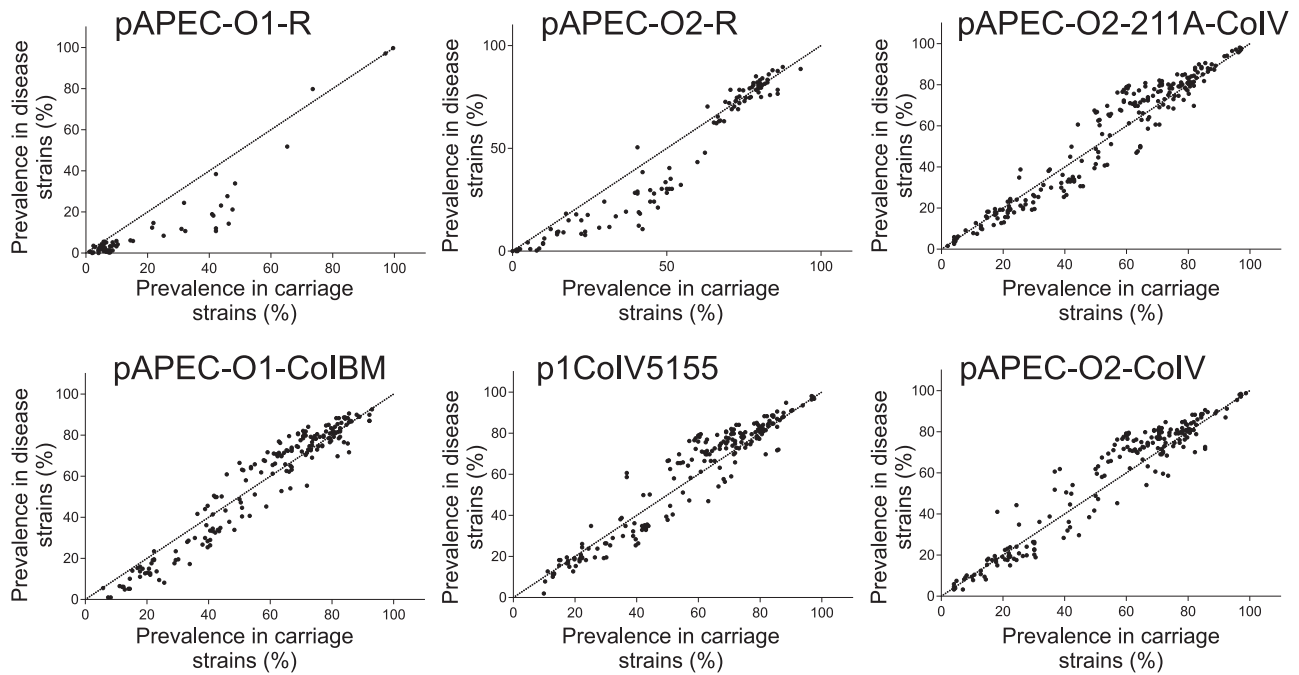 pAPEC-O1-R
Prevalence in disease
strains (%)
100
80
60
40
20
0
0
20
40
60
80
100
Prevalence in carriage
strains (%)
pAPEC-O2-R
Prevalence in disease
strains (%)
100
50
0
0
50
100
Prevalence in carriage
strains (%)
pAPEC-O2-211A-ColV
Prevalence in disease
strains (%)
100
80
60
40
20
0
0
20
40
60
80
100
Prevalence in carriage
strains (%)
pAPEC-O1-ColBM
Prevalence in disease
strains (%)
100
80
60
40
20
0
0
20
40
60
80
100
Prevalence in carriage
strains (%)
p1ColV5155
Prevalence in disease
strains (%)
100
80
60
40
20
0
0
20
40
60
80
100
Prevalence in carriage
strains (%)
pAPEC-O2-ColV
Prevalence in disease
strains (%)
100
80
60
40
20
0
0
20
40
60
80
100
Prevalence in carriage
strains (%)